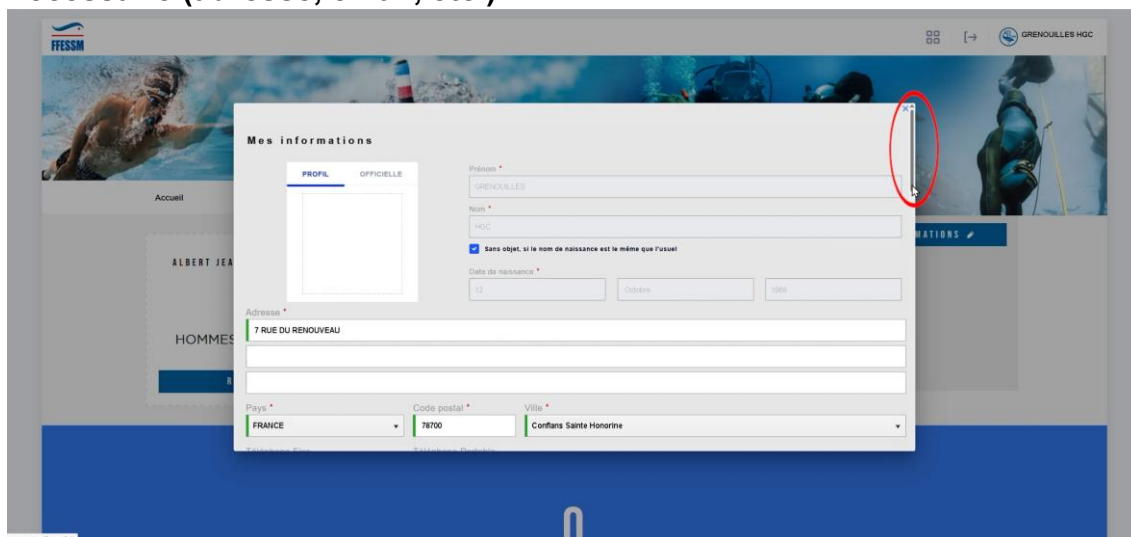 FFESSM
GRENOUILLES HGC
Mes informations
PROFIL OFFICIELLE
Prénom *
GRENOUILLES
Nom *
HGC
Sans objet, si le nom de naissance est le même que l'usuel
Date de naissance *
12 Octobre
Accueil
MATIONS
ALBERT JEA
HOMMES
R
Adresse *
7 RUE DU RENOUVEAU
Pays * Code postal * Ville *
FRANCE 78700 Conflans Sainte Honorine
0